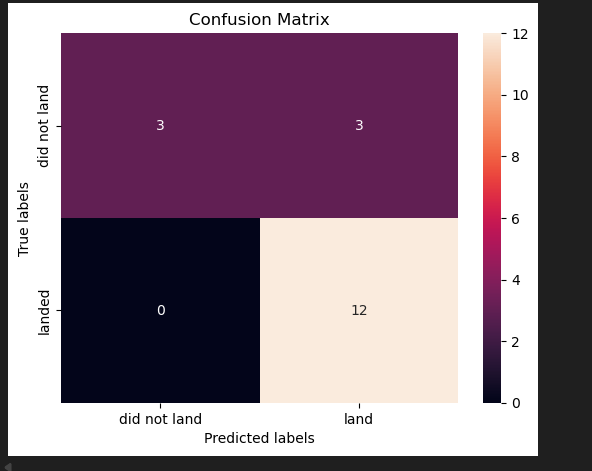 Confusion Matrix
True labels
did not land
landed
3
3
0
12
did not land
land
Predicted labels
12
10
8
6
4
2
0